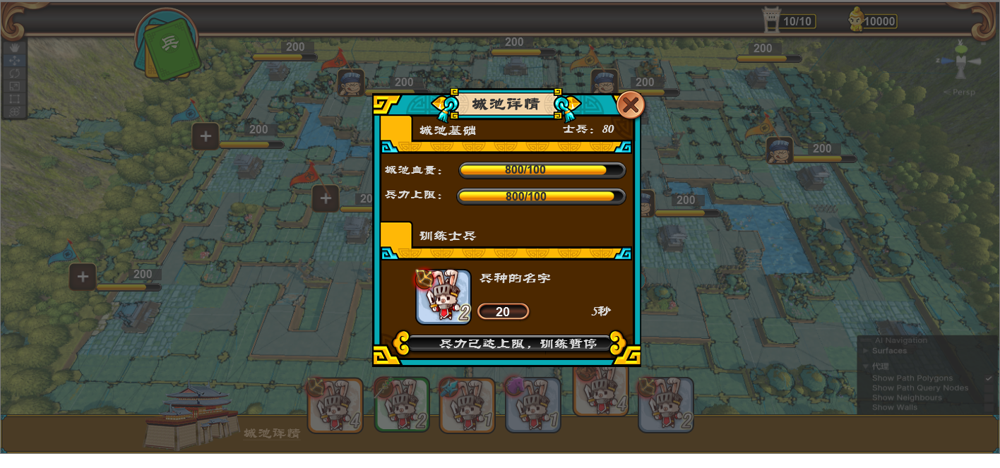 兵
10/10
10000
200
200
200
200
200
Y
Z
< Persp
城池详情
+
200
城池基础
士兵：80
200
城池血量：
800/100
+
20
兵力上限：
800/100
200
训练士兵
+
200
兵种的名字
2
20
5秒
兵力已达上限，训练暂停
AI Navigation
Surfaces
代理
Show Path Polygons
Show Path Query Nodes
Show Neighbours
Show Walls
城池详情
4
2
1
1
4
2